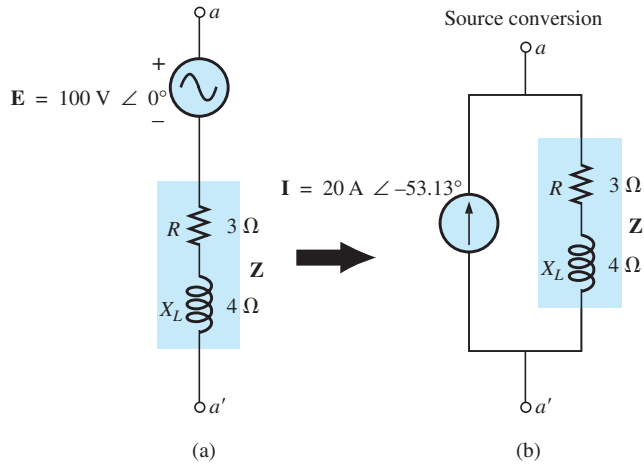 a
Source conversion
a
+
E = 100 V ∠ 0°
–
I = 20 A ∠ –53.13°
R
3 Ω
Z
X_L
4 Ω
R
3 Ω
Z
X_L
4 Ω
a′
a′
(a)
(b)